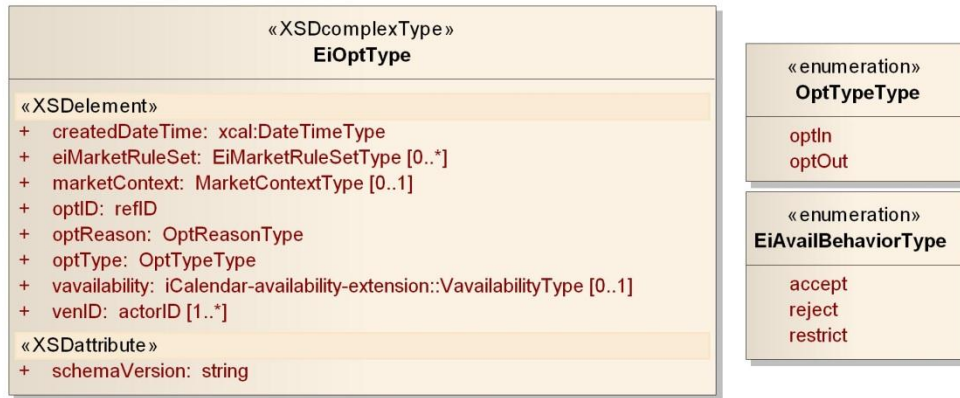 «XSDcomplexType»
EiOptType
«XSDelement»
+ createdDateTime: xcal:DateTimeType
+ eiMarketRuleSet: EiMarketRuleSetType [0..*]
+ marketContext: MarketContextType [0..1]
+ optID: refID
+ optReason: OptReasonType
+ optType: OptTypeType
+ vavailability: iCalendar-availability-extension::VavailabilityType [0..1]
+ venID: actorID [1..*]
«XSDattribute»
+ schemaVersion: string
«enumeration»
OptTypeType
optIn
optOut
«enumeration»
EiAvailBehaviorType
accept
reject
restrict